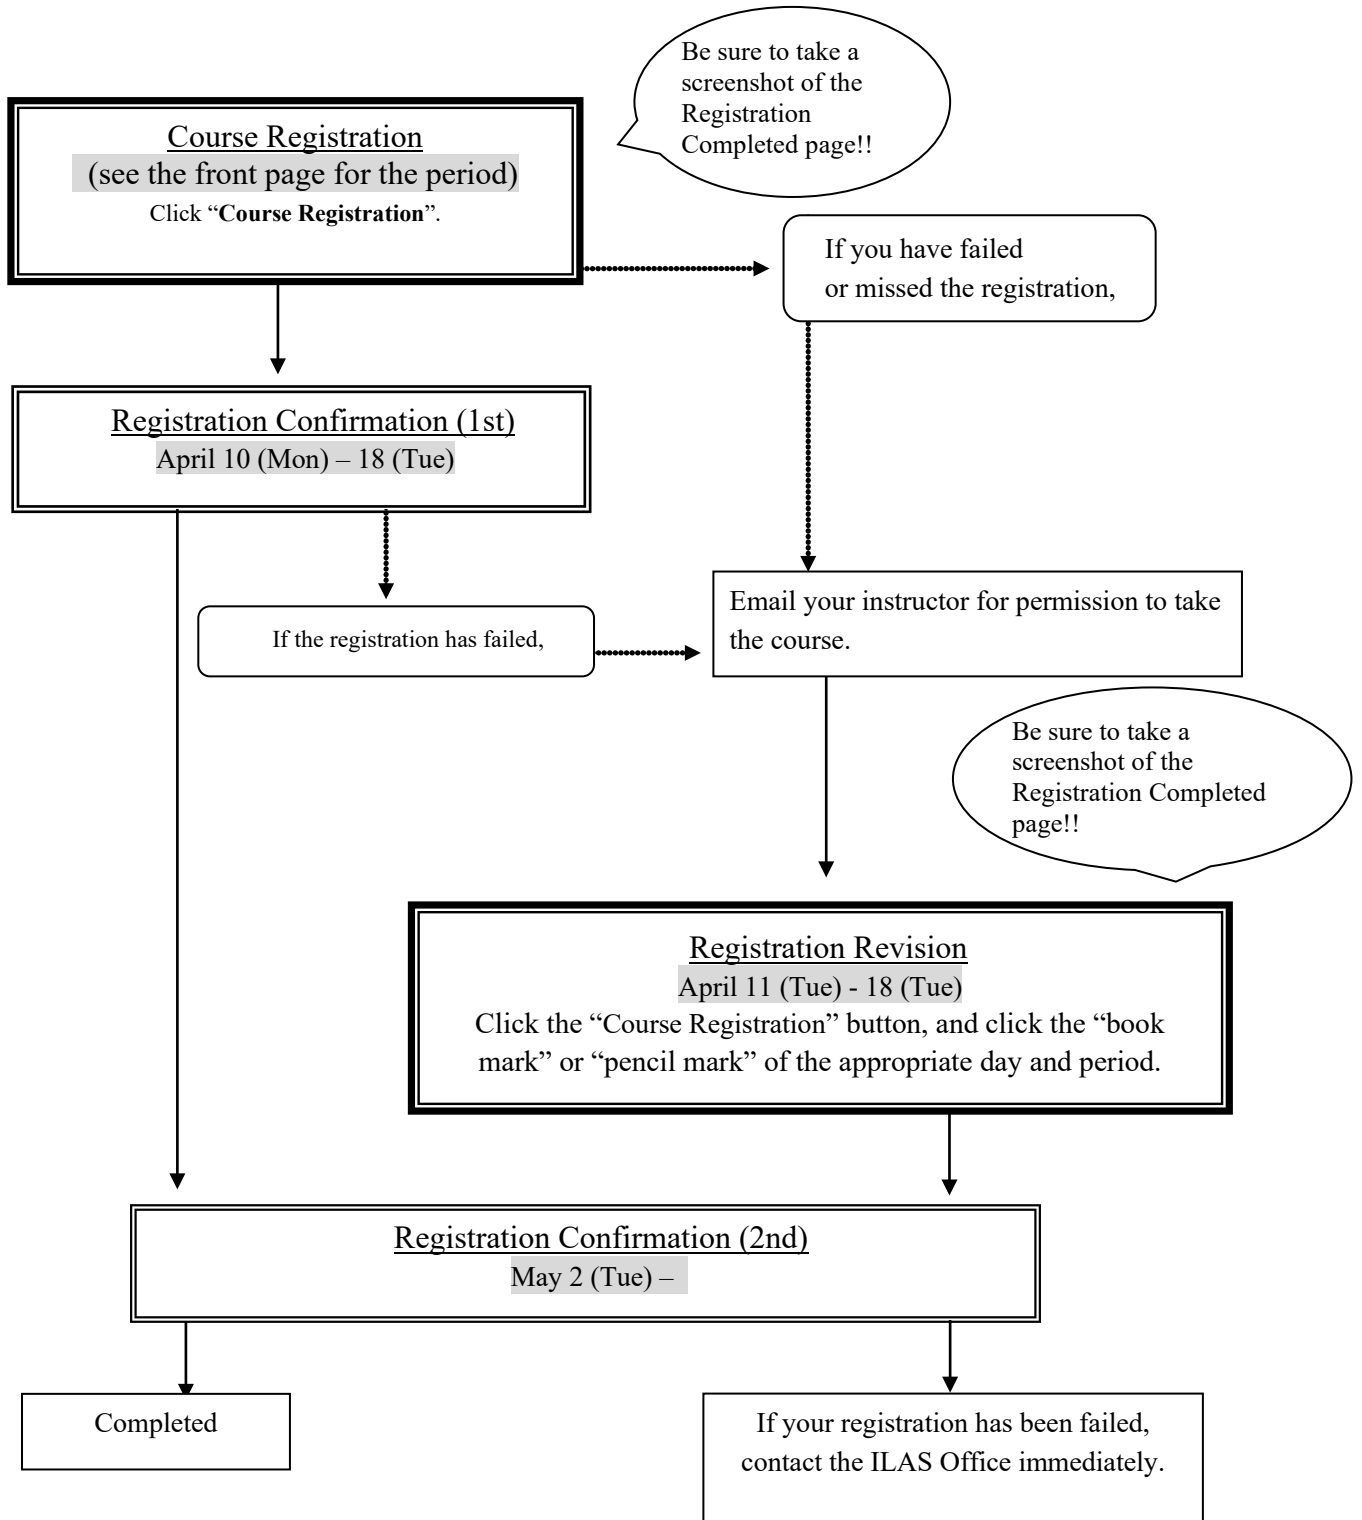 Be sure to take a
screenshot of the
Registration
Completed page!!
Course Registration
(see the front page for the period)
Click “Course Registration”.
If you have failed
or missed the registration,
Registration Confirmation (1st)
April 10 (Mon) – 18 (Tue)
If the registration has failed,
Email your instructor for permission to take
the course.
Be sure to take a
screenshot of the
Registration Completed
page!!
Registration Revision
April 11 (Tue) - 18 (Tue)
Click the “Course Registration” button, and click the “book
mark” or “pencil mark” of the appropriate day and period.
Registration Confirmation (2nd)
May 2 (Tue) –
Completed
If your registration has been failed,
contact the ILAS Office immediately.